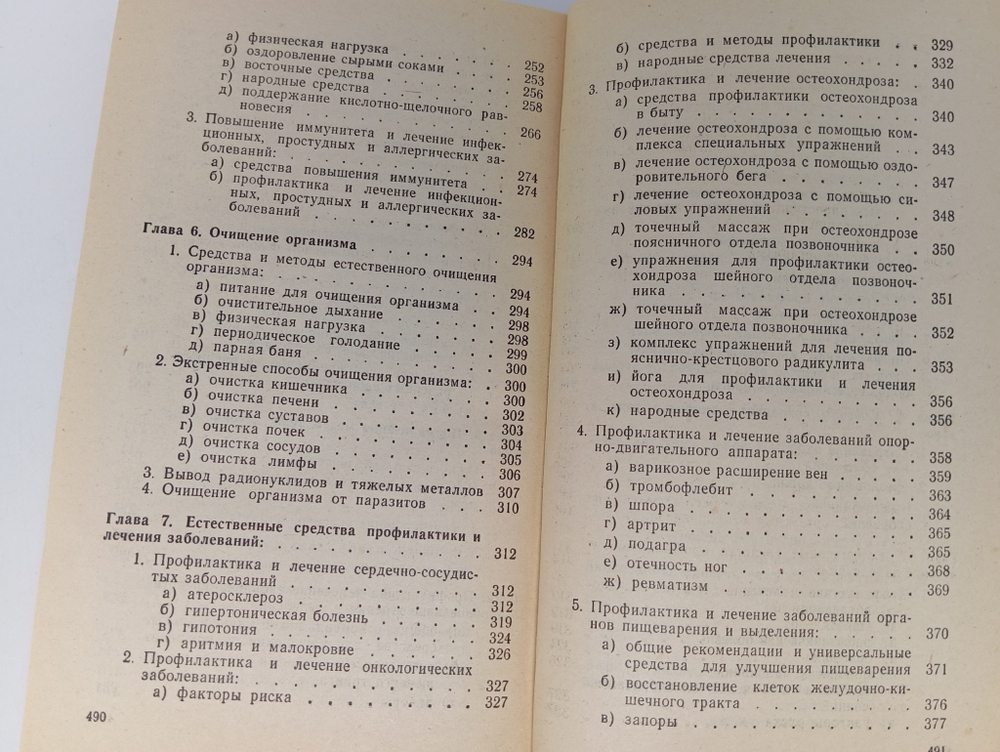 а) физическая нагрузка . . . . . 252
б) оздоровление сырыми соками . . . . 253
в) восточные средства . . . . . . 256
г) народные средства . . . . . . 258
д) поддержание кислотно-щелочного рав-
новесия . . . . . . . . . . 266
3. Повышение иммунитета и лечение инфек-
ционных, простудных и аллергических за-
болеваний: . . . . . . . . . . 274
а) средства повышения иммунитета . . 274
б) профилактика и лечение инфекцион-
ных, простудных и аллергических за-
болеваний . . . . . . . . . 282
Глава 6. Очищение организма . . . . . . 294
1. Средства и методы естественного очищения
организма: . . . . . . . . . . 294
а) питание для очищения организма . . 294
б) очистительное дыхание . . . . . 298
в) физическая нагрузка . . . . . . 298
г) периодическое голодание . . . . 299
д) парная баня . . . . . . . . 300
2. Экстренные способы очищения организма: . 300
а) очистка кишечника . . . . . . 300
б) очистка печени . . . . . . . 302
в) очистка суставов . . . . . . . 303
г) очистка почек . . . . . . . . 304
д) очистка сосудов . . . . . . . 305
е) очистка лимфы . . . . . . . 306
3. Вывод радионуклидов и тяжелых металлов 307
4. Очищение организма от паразитов . . . 310
Глава 7. Естественные средства профилактики и
лечения заболеваний: . . . . . . . . . 312
1. Профилактика и лечение сердечно-сосудис-
тых заболеваний . . . . . . . . . 312
а) атеросклероз . . . . . . . . 312
б) гипертоническая болезнь . . . . . 319
в) гипотония . . . . . . . . . 324
г) аритмия и малокровие . . . . . 326
2. Профилактика и лечение онкологических
заболеваний: . . . . . . . . . . 327
а) факторы риска . . . . . . . . 327
490
б) средства и методы профилактики . . 329
в) народные средства лечения . . . . . 332
3. Профилактика и лечение остеохондроза: . 340
а) средства профилактики остеохондроза
в быту . . . . . . . . . . . 340
б) лечение остеохондроза с помощью ком-
плекса специальных упражнений . . 343
в) лечение остеохондроза с помощью оздо-
ровительного бега . . . . . . . 347
г) лечение остеохондроза с помощью си-
ловых упражнений . . . . . . . 348
д) точечный массаж при остеохондрозе
поясничного отдела позвоночника . . 350
е) упражнения для профилактики остео-
хондроза шейного отдела позвоноч-
ника . . . . . . . . . . . . 351
ж) точечный массаж при остеохондрозе
шейного отдела позвоночника . . . . 352
з) комплекс упражнений для лечения по-
яснично-крестцового радикулита . . . 353
и) йога для профилактики и лечения
остеохондроза . . . . . . . . . 356
к) народные средства . . . . . . . 356
4. Профилактика и лечение заболеваний опор-
но-двигательного аппарата: . . . . . . 358
а) варикозное расширение вен . . . . 359
б) тромбофлебит . . . . . . . . 363
в) шпора . . . . . . . . . . . 364
г) артрит . . . . . . . . . . . 365
д) подагра . . . . . . . . . . 365
е) отечность ног . . . . . . . . 368
ж) ревматизм . . . . . . . . . 369
5. Профилактика и лечение заболеваний орга-
нов пищеварения и выделения: . . . . . 370
а) общие рекомендации и универсальные
средства для улучшения пищеварения 371
б) восстановление клеток желудочно-ки-
шечного тракта . . . . . . . . 376
в) запоры . . . . . . . . . . . 377
491